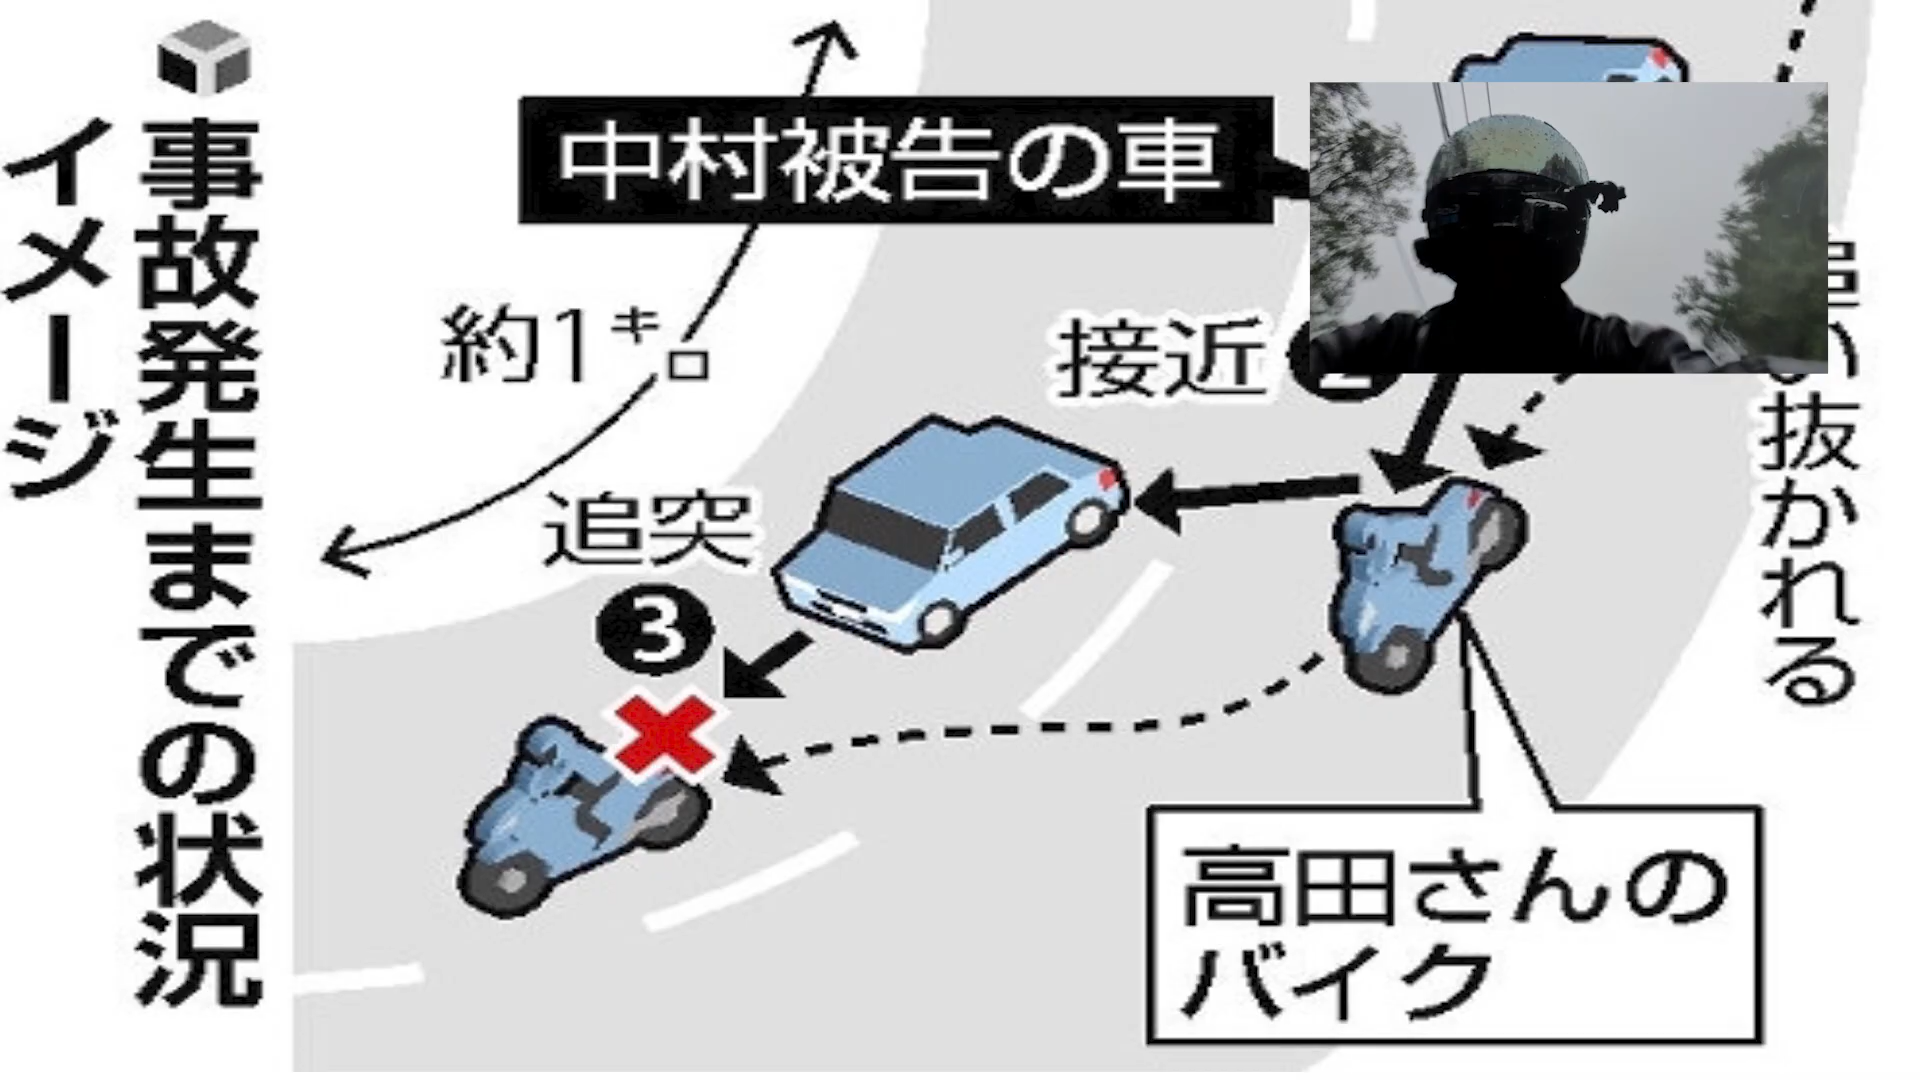 事故発生までの状況
イメージ
中村被告の車
約1㌔
接近
い抜かれる
追突
❸
高田さんの
バイク